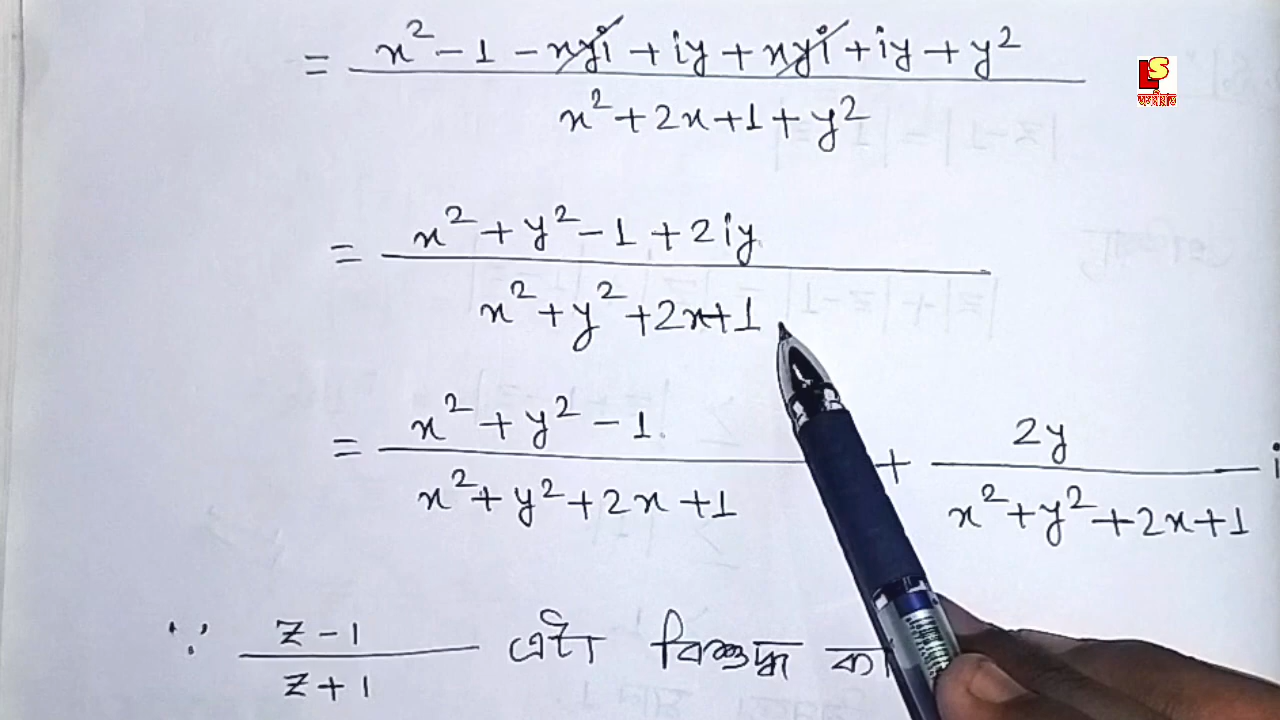 = (x² - 1 - xyi + iy + xyi + iy + y²) / (x² + 2x + 1 + y²)
LS
= (x² + y² - 1 + 2iy) / (x² + y² + 2x + 1)
= (x² + y² - 1) / (x² + y² + 2x + 1) + 2y / (x² + y² + 2x + 1) i
∵ (z - 1) / (z + 1)